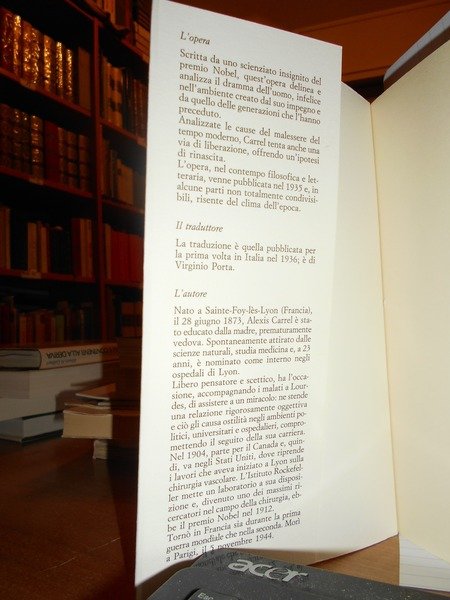 L'opera
Scritta da uno scienziato insignito del
premio Nobel, quest'opera delinea e
analizza il dramma dell'uomo, infelice
nell'ambiente creato dal suo impegno e
da quello delle generazioni che l'hanno
preceduto.
Analizzate le cause del malessere del
tempo moderno, Carrel tenta anche una
via di liberazione, offrendo un'ipotesi
di rinascita.
L'opera, nel contempo filosofica e let-
teraria, venne pubblicata nel 1935 e, in
alcune parti non totalmente condivisi-
bili, risente del clima dell'epoca.
Il traduttore
La traduzione è quella pubblicata per
la prima volta in Italia nel 1936; è di
Virginio Porta.
L'autore
Nato a Sainte-Foy-lès-Lyon (Francia),
il 28 giugno 1873, Alexis Carrel è sta-
to educato dalla madre, prematuramente
vedova. Spontaneamente attirato dalle
scienze naturali, studia medicina e, a 23
anni, è nominato come interno negli
ospedali di Lyon.
Libero pensatore e scettico, ha l'occa-
sione, accompagnando i malati a Lour-
des, di assistere a un miracolo: ne stende
una relazione rigorosamente oggettiva
e ciò gli causa ostilità negli ambienti po-
litici, universitari e ospedalieri, compro-
mettendo il seguito della sua carriera.
Nel 1904, parte per il Canada e, quin-
di, va negli Stati Uniti, dove riprende
i lavori che aveva iniziato a Lyon sulla
chirurgia vascolare. L'Istituto Rockefel-
ler mette un laboratorio a sua disposi-
zione e, divenuto uno dei massimi ri-
cercatori nel campo della chirurgia, eb-
be il premio Nobel nel 1912.
Tornò in Francia sia durante la prima
guerra mondiale che nella seconda. Morì
a Parigi, il 5 novembre 1944.
acer